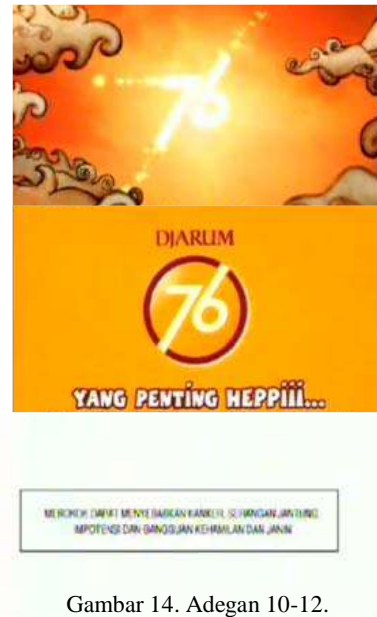 76
DJARUM
76
YANG PENTING HEPPiii...
MEROKOK DAPAT MENYEBABKAN KANKER, SERANGAN JANTUNG
IMPOTENSI DAN GANGGUAN KEHAMILAN DAN JANIN
Gambar 14. Adegan 10-12.